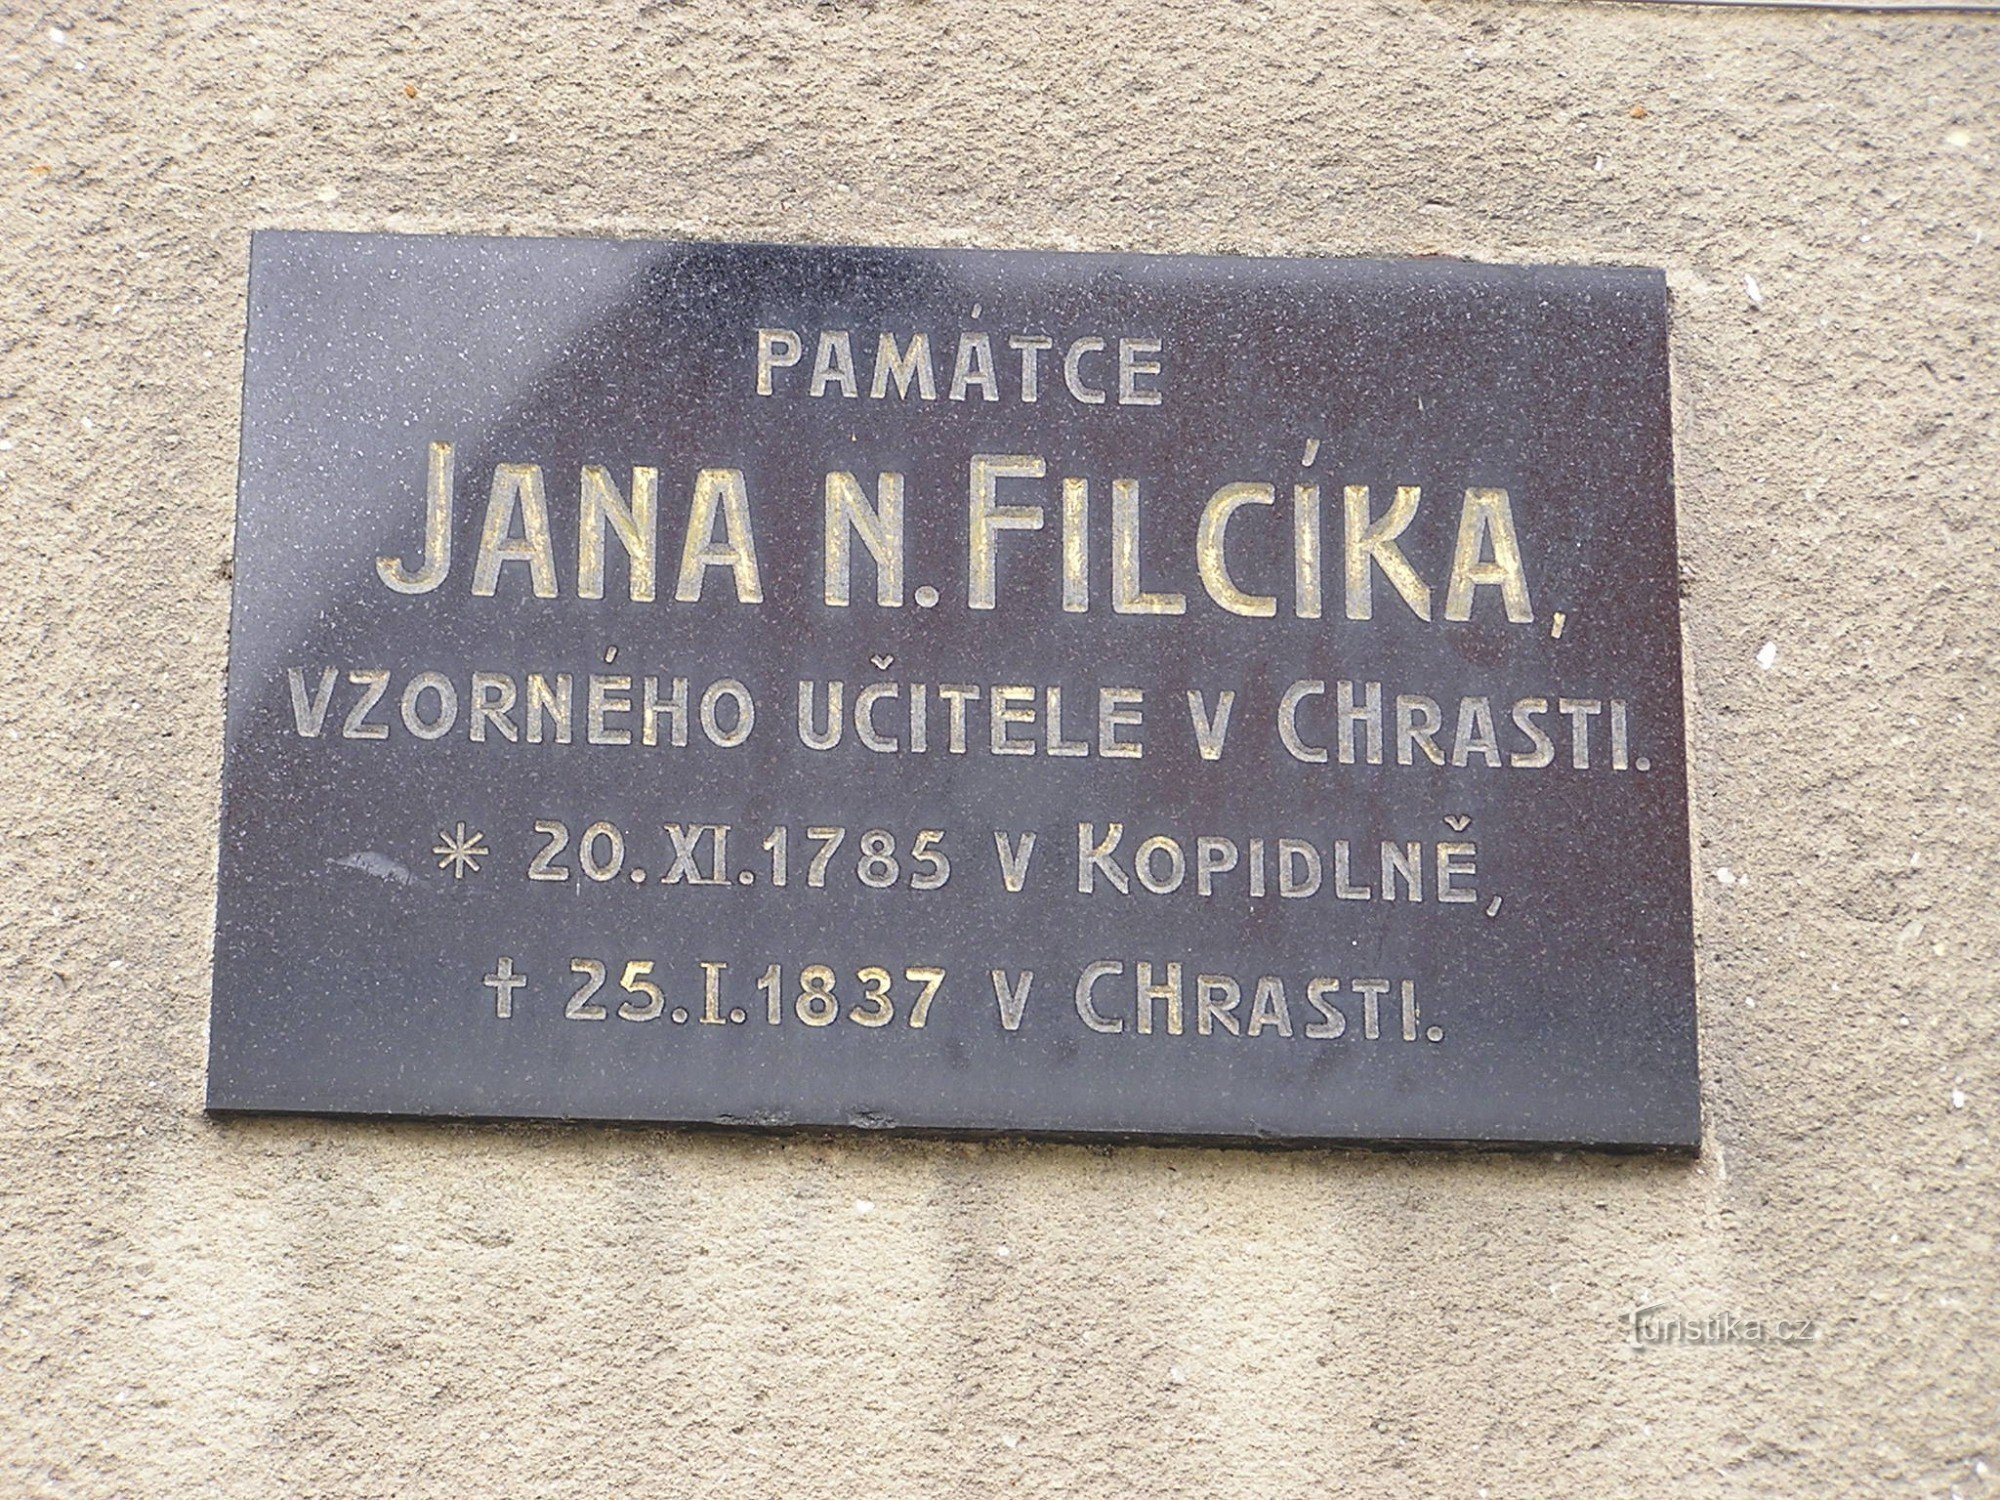 PAMÁTCE
JANA N. FILCÍKA,
VZORNÉHO UČITELE V CHRASTI.
* 20. XI. 1785 V KOPIDLNĚ,
✝ 25. I. 1837 V CHRASTI.
Turistika.cz